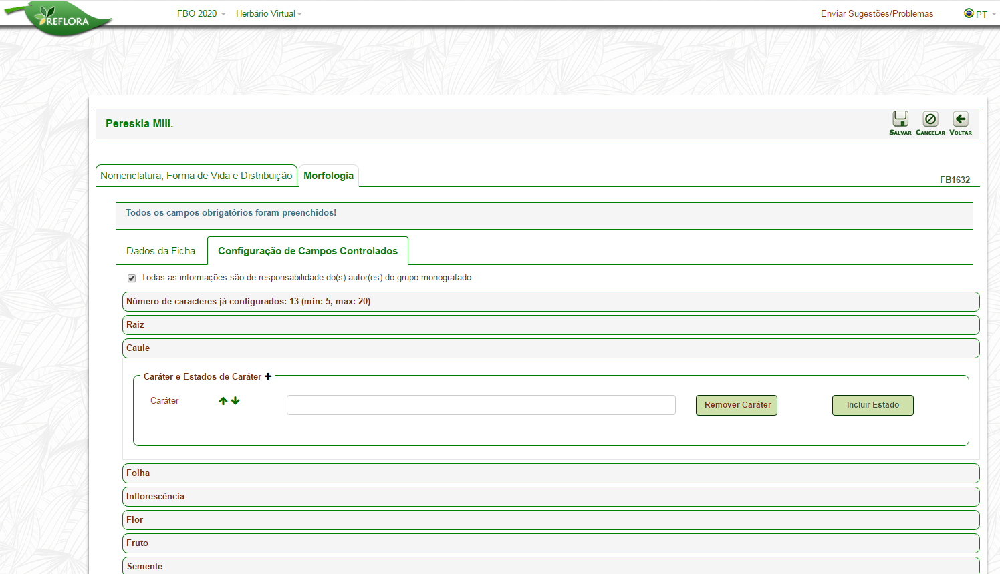 REFLORA
FBO 2020 Herbário Virtual Enviar Sugestões/Problemas PT
Pereskia Mill.
SALVAR CANCELAR VOLTAR
Nomenclatura, Forma de Vida e Distribuição Morfologia FB1632
Todos os campos obrigatórios foram preenchidos!
Dados da Ficha Configuração de Campos Controlados
Todas as informações são de responsabilidade do(s) autor(es) do grupo monografado
Número de caracteres já configurados: 13 (min: 5, max: 20)
Raiz
Caule
Caráter e Estados de Caráter
Caráter Remover Caráter Incluir Estado
Folha
Inflorescência
Flor
Fruto
Semente